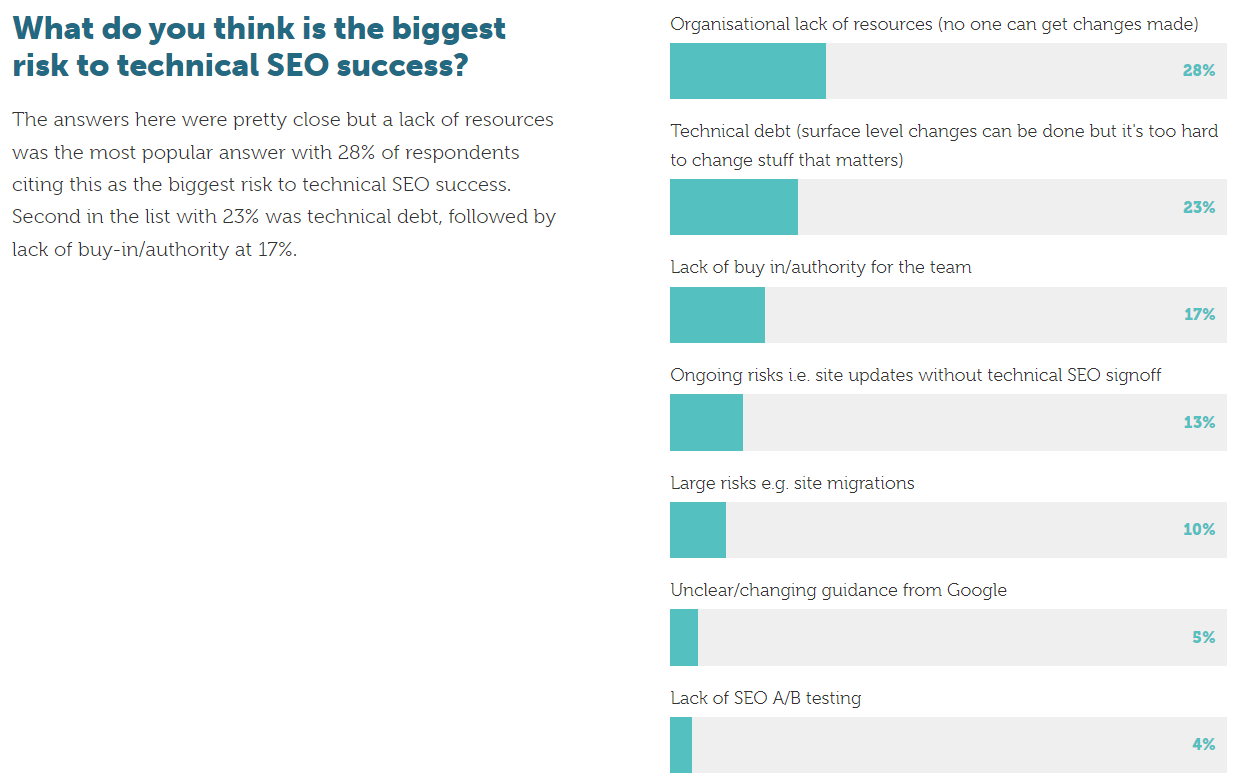 What do you think is the biggest
risk to technical SEO success?
The answers here were pretty close but a lack of resources
was the most popular answer with 28% of respondents
citing this as the biggest risk to technical SEO success.
Second in the list with 23% was technical debt, followed by
lack of buy-in/authority at 17%.
Organisational lack of resources (no one can get changes made)
28%
Technical debt (surface level changes can be done but it's too hard
to change stuff that matters)
23%
Lack of buy in/authority for the team
17%
Ongoing risks i.e. site updates without technical SEO signoff
13%
Large risks e.g. site migrations
10%
Unclear/changing guidance from Google
5%
Lack of SEO A/B testing
4%